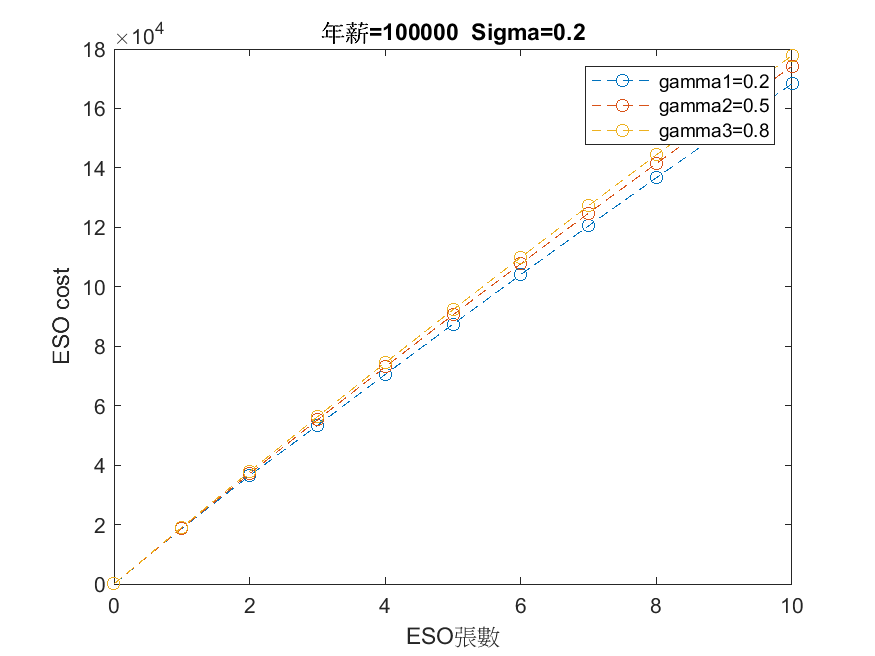 年薪=100000 Sigma=0.2
×10⁴
18
16
14
12
10
8
6
4
2
0
ESO cost
gamma1=0.2
gamma2=0.5
gamma3=0.8
0 2 4 6 8 10
ESO張數